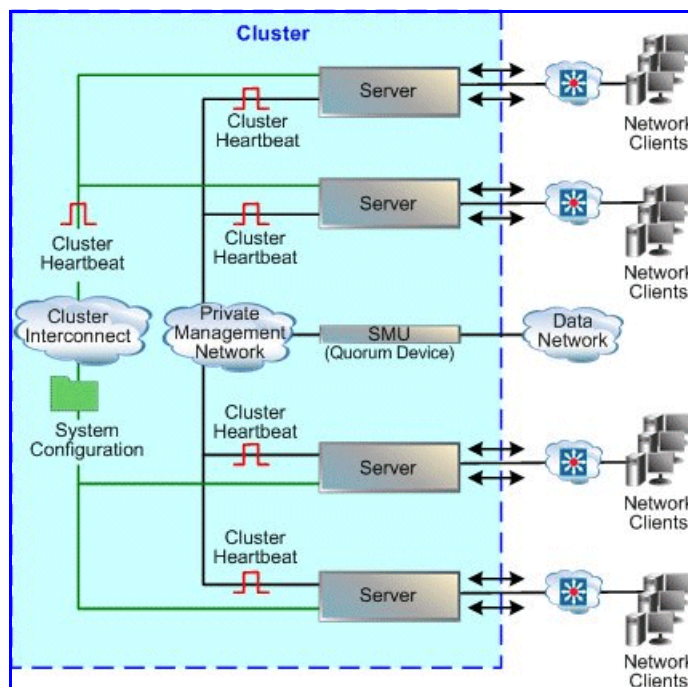 Cluster
Server
Cluster
Heartbeat
Network
Clients
Server
Cluster
Heartbeat
Network
Clients
Cluster
Heartbeat
Cluster
Interconnect
Private
Management
Network
SMU
(Quorum Device)
Data
Network
System
Configuration
Cluster
Heartbeat
Server
Network
Clients
Cluster
Heartbeat
Server
Network
Clients